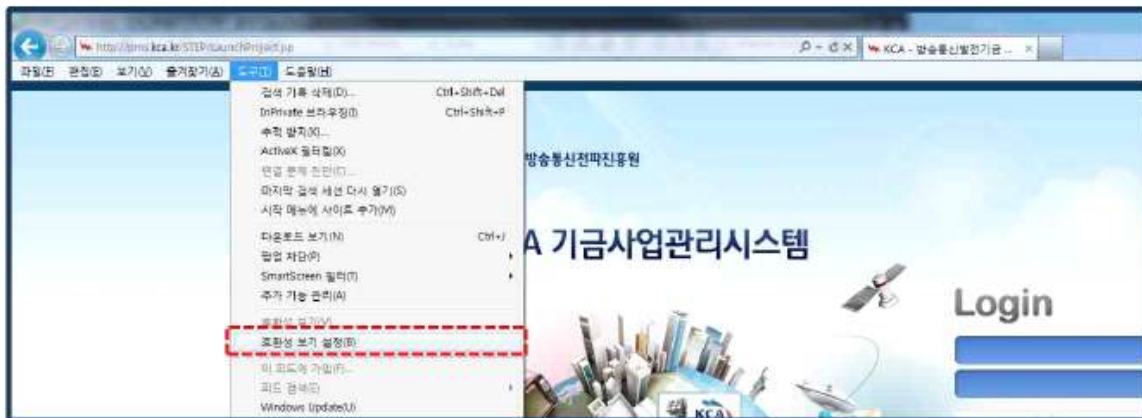 http://pms.kca.kr/STEP/LaunchProject.jsp
KCA - 방송통신발전기금 ...
파일(F) 편집(E) 보기(V) 즐겨찾기(A) 도구(T) 도움말(H)
검색 기록 삭제(D)... Ctrl+Shift+Del
InPrivate 브라우징(I) Ctrl+Shift+P
추적 방지(K)...
ActiveX 필터링(X)
연결 문제 진단(C)...
마지막 검색 세션 다시 열기(S)
시작 메뉴에 사이트 추가(M)
다운로드 보기(N) Ctrl+J
팝업 차단(P)
SmartScreen 필터(T)
추가 기능 관리(A)
호환성 보기(V)
호환성 보기 설정(B)
이 피드에 가입(F)...
피드 검색(E)
Windows Update(U)
방송통신전파진흥원
A 기금사업관리시스템
Login
KCA